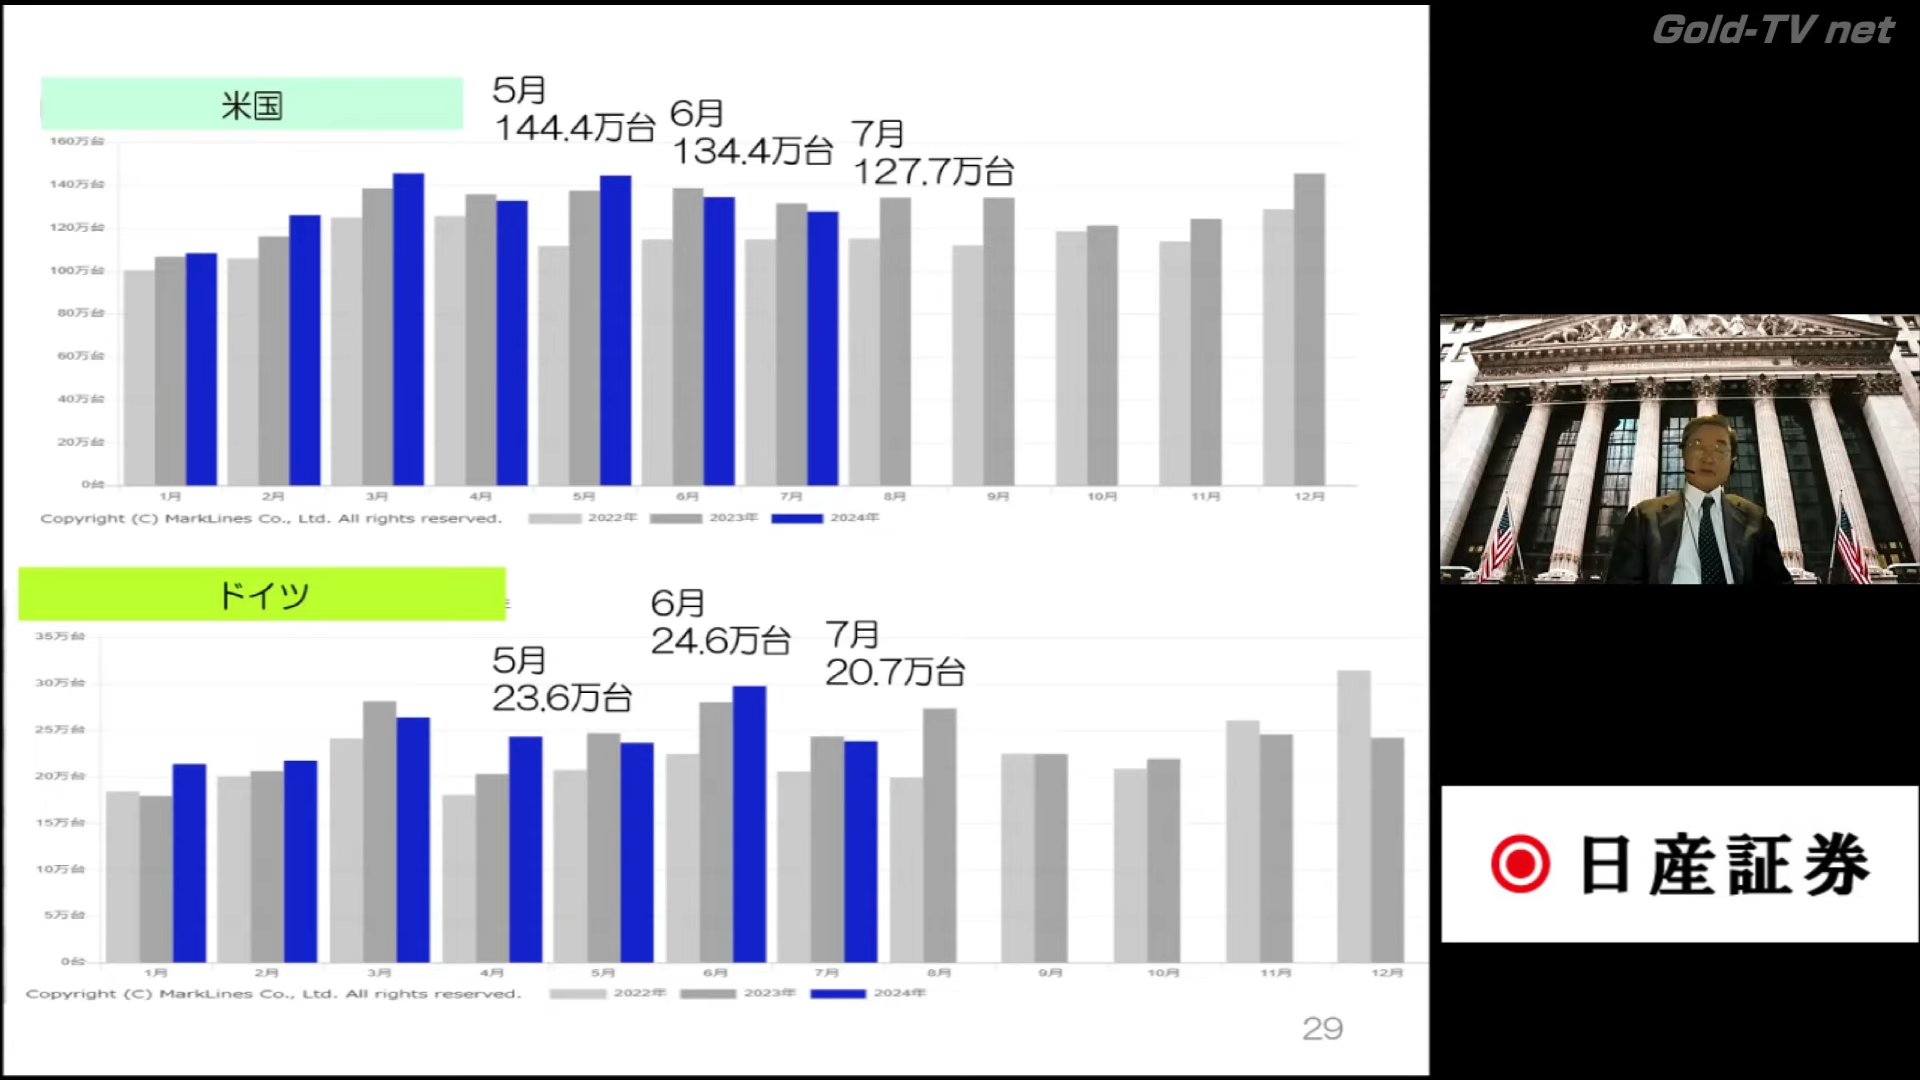 Gold-TV net
米国
5月
144.4万台
6月
134.4万台
7月
127.7万台
160万台
140万台
120万台
100万台
80万台
60万台
40万台
20万台
0台
1月 2月 3月 4月 5月 6月 7月 8月 9月 10月 11月 12月
Copyright (C) MarkLines Co., Ltd. All rights reserved. 2022年 2023年 2024年
ドイツ
5月
23.6万台
6月
24.6万台
7月
20.7万台
35万台
30万台
25万台
20万台
15万台
10万台
5万台
0台
1月 2月 3月 4月 5月 6月 7月 8月 9月 10月 11月 12月
Copyright (C) MarkLines Co., Ltd. All rights reserved. 2022年 2023年 2024年
29
日産証券